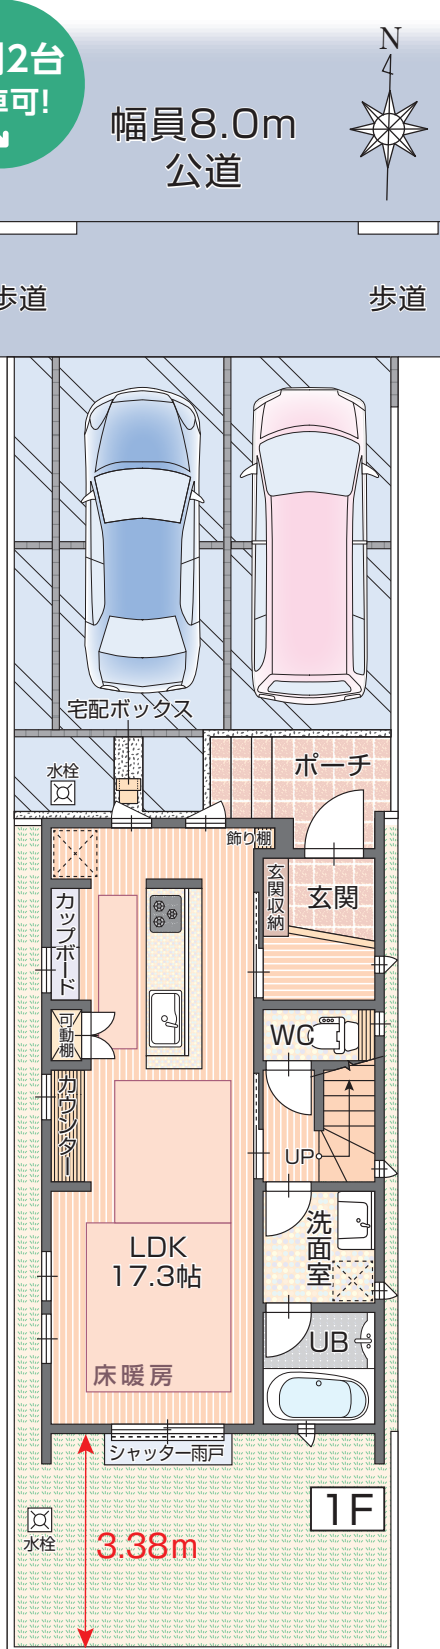 2台
可!
N
幅員8.0m
公道
歩道
歩道
宅配ボックス
水栓
ポーチ
飾り棚
玄関収納
玄関
カップボード
可動棚
WC
カウンター
UP
洗面室
LDK
17.3帖
UB
床暖房
シャッター雨戸
1F
水栓
3.38m